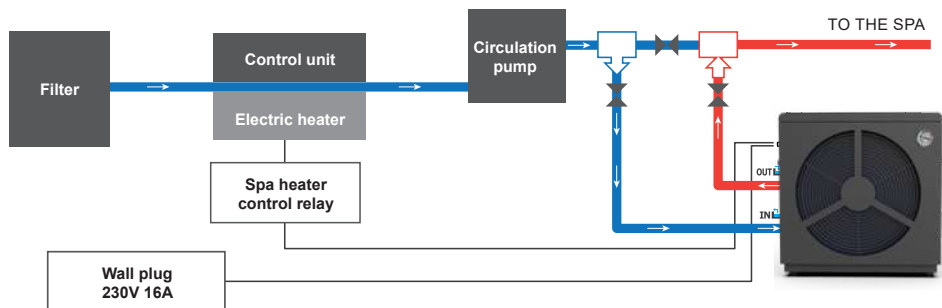 TO THE SPA
Circulation
pump
Control unit
Filter
Electric heater
OUT
Spa heater
control relay
IN
Wall plug
230V 16A